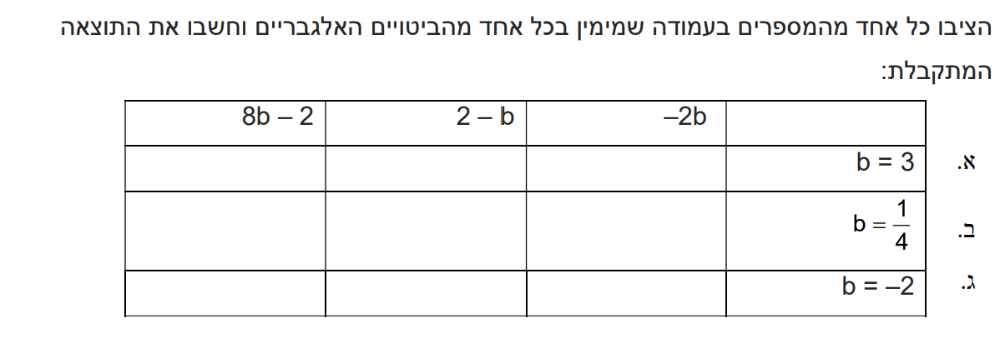 הציבו כל אחד מהמספרים בעמודה שמימין בכל אחד מהביטויים האלגבריים וחשבו את התוצאה
המתקבלת:
–2b	2 – b	8b – 2
א. b = 3
ב. b = 1/4
ג. b = –2